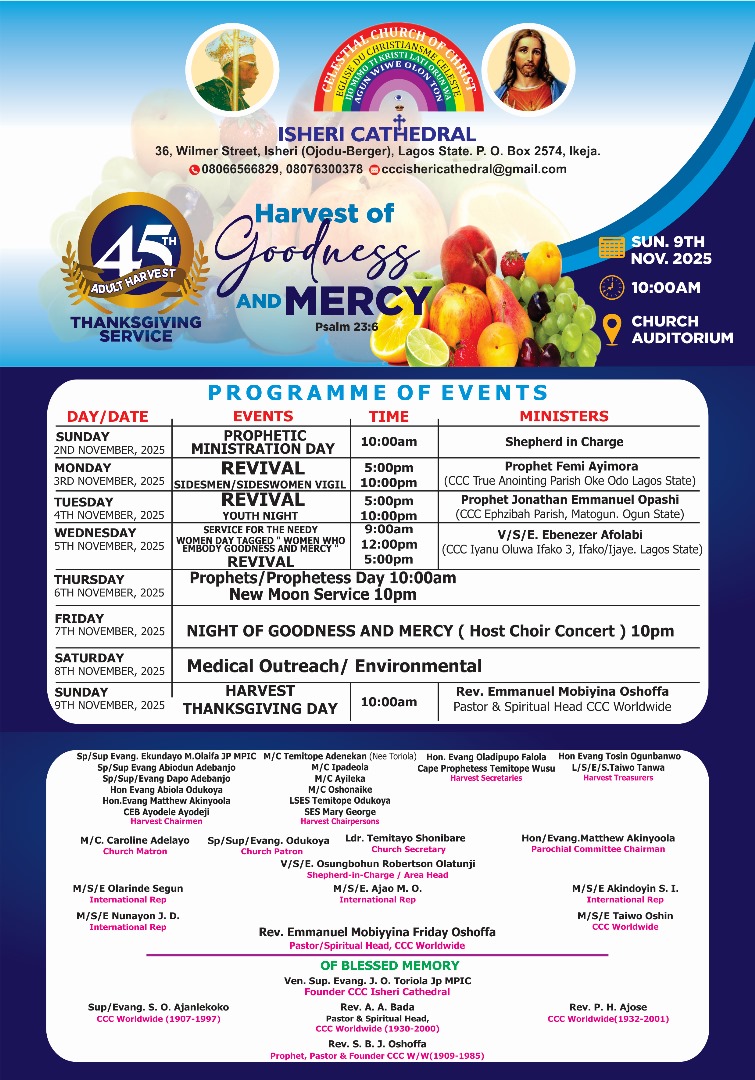 CELESTIAL CHURCH OF CHRIST
EGLISE DU CHRISTIANSME CELESTE
IJO MIMO TI KRISTI LATI ORUN WA
AGUN WIWE OLON TON
ISHERI CATHEDRAL
36, Wilmer Street, Isheri (Ojodu-Berger), Lagos State. P. O. Box 2574, Ikeja.
08066566829, 08076300378 cccishericathedral@gmail.com
45TH
ADULT HARVEST
THANKSGIVING
SERVICE
Harvest of
Goodness
AND MERCY
Psalm 23:6
SUN. 9TH
NOV. 2025
10:00AM
CHURCH
AUDITORIUM
PROGRAMME OF EVENTS
DAY/DATE EVENTS TIME MINISTERS
SUNDAY
2ND NOVEMBER, 2025
PROPHETIC
MINISTRATION DAY
10:00am
Shepherd in Charge
MONDAY
3RD NOVEMBER, 2025
REVIVAL
SIDESMEN/SIDESWOMEN VIGIL
5:00pm
10:00pm
Prophet Femi Ayimora
(CCC True Anointing Parish Oke Odo Lagos State)
TUESDAY
4TH NOVEMBER, 2025
REVIVAL
YOUTH NIGHT
5:00pm
10:00pm
Prophet Jonathan Emmanuel Opashi
(CCC Ephzibah Parish, Matogun. Ogun State)
WEDNESDAY
5TH NOVEMBER, 2025
SERVICE FOR THE NEEDY
WOMEN DAY TAGGED " WOMEN WHO
EMBODY GOODNESS AND MERCY "
REVIVAL
9:00am
12:00pm
5:00pm
V/S/E. Ebenezer Afolabi
(CCC Iyanu Oluwa Ifako 3, Ifako/Ijaye. Lagos State)
THURSDAY
6TH NOVEMBER, 2025
Prophets/Prophetess Day 10:00am
New Moon Service 10pm
FRIDAY
7TH NOVEMBER, 2025
NIGHT OF GOODNESS AND MERCY ( Host Choir Concert ) 10pm
SATURDAY
8TH NOVEMBER, 2025
Medical Outreach/ Environmental
SUNDAY
9TH NOVEMBER, 2025
HARVEST
THANKSGIVING DAY
10:00am
Rev. Emmanuel Mobiyina Oshoffa
Pastor & Spiritual Head CCC Worldwide
Sp/Sup Evang. Ekundayo M.Olaifa JP MPIC
Sp/Sup Evang Abiodun Adebanjo
Sp/Sup/Evang Dapo Adebanjo
Hon Evang Abiola Odukoya
Hon.Evang Matthew Akinyoola
CEB Ayodele Ayodeji
Harvest Chairmen
M/C Temitope Adenekan (Nee Toriola)
M/C Ipadeola
M/C Ayileka
M/C Oshonaike
LSES Temitope Odukoya
SES Mary George
Harvest Chairpersons
Hon. Evang Oladipupo Falola
Cape Prophetess Temitope Wusu
Harvest Secretaries
Hon Evang Tosin Ogunbanwo
L/S/E/S.Taiwo Tanwa
Harvest Treasurers
M/C. Caroline Adelayo
Church Matron
Sp/Sup/Evang. Odukoya
Church Patron
Ldr. Temitayo Shonibare
Church Secretary
Hon/Evang.Matthew Akinyoola
Parochial Committee Chairman
V/S/E. Osungbohun Robertson Olatunji
Shepherd-in-Charge / Area Head
M/S/E Olarinde Segun
International Rep
M/S/E. Ajao M. O.
International Rep
M/S/E Akindoyin S. I.
International Rep
M/S/E Nunayon J. D.
International Rep
M/S/E Taiwo Oshin
CCC Worldwide
Rev. Emmanuel Mobiyyina Friday Oshoffa
Pastor/Spiritual Head, CCC Worldwide
OF BLESSED MEMORY
Ven. Sup. Evang. J. O. Toriola Jp MPIC
Founder CCC Isheri Cathedral
Sup/Evang. S. O. Ajanlekoko
CCC Worldwide (1907-1997)
Rev. A. A. Bada
Pastor & Spiritual Head,
CCC Worldwide (1930-2000)
Rev. P. H. Ajose
CCC Worldwide(1932-2001)
Rev. S. B. J. Oshoffa
Prophet, Pastor & Founder CCC W/W(1909-1985)